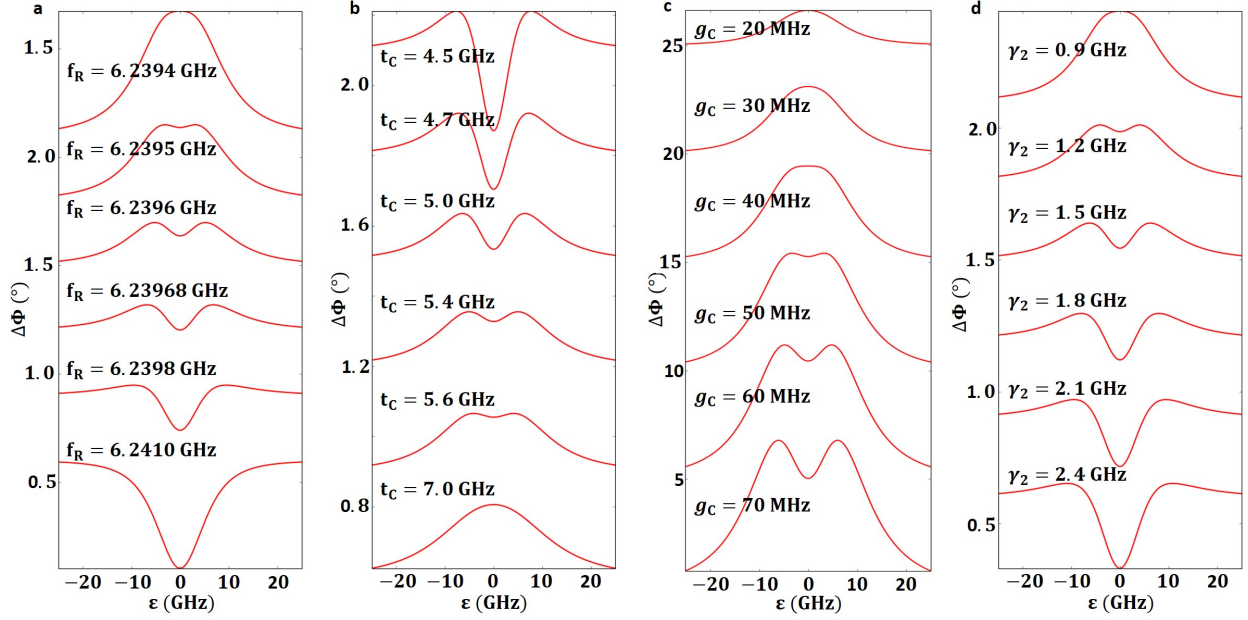 a
1.5
2.0
1.5
1.0
0.5
ΔΦ (°)
f_R = 6.2394 GHz
f_R = 6.2395 GHz
f_R = 6.2396 GHz
f_R = 6.23968 GHz
f_R = 6.2398 GHz
f_R = 6.2410 GHz
−20 −10 0 10 20
ε (GHz)
b
2.0
1.6
1.2
0.8
ΔΦ (°)
t_C = 4.5 GHz
t_C = 4.7 GHz
t_C = 5.0 GHz
t_C = 5.4 GHz
t_C = 5.6 GHz
t_C = 7.0 GHz
−20 −10 0 10 20
ε (GHz)
c
25
20
15
10
5
ΔΦ (°)
g_C = 20 MHz
g_C = 30 MHz
g_C = 40 MHz
g_C = 50 MHz
g_C = 60 MHz
g_C = 70 MHz
−20 −10 0 10 20
ε (GHz)
d
2.0
1.5
1.0
0.5
ΔΦ (°)
γ_2 = 0.9 GHz
γ_2 = 1.2 GHz
γ_2 = 1.5 GHz
γ_2 = 1.8 GHz
γ_2 = 2.1 GHz
γ_2 = 2.4 GHz
−20 −10 0 10 20
ε (GHz)